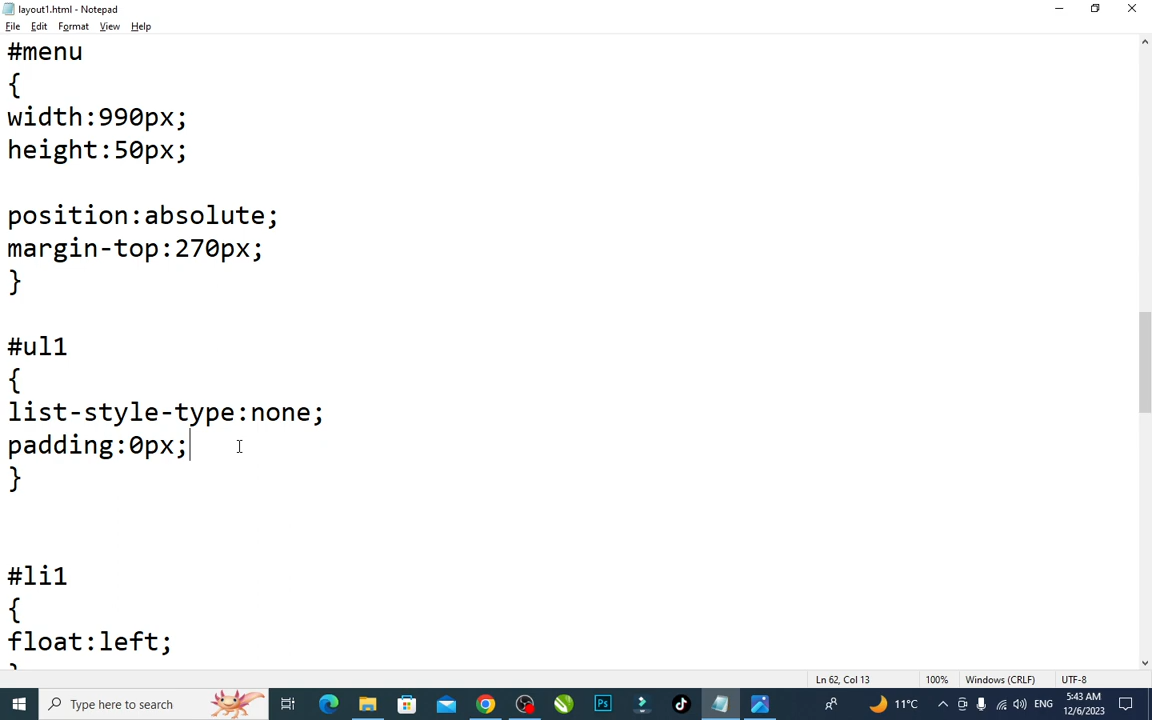 layout1.html - Notepad
File Edit Format View Help
#menu
{
width:990px;
height:50px;
position:absolute;
margin-top:270px;
}
#ul1
{
list-style-type:none;
padding:0px;
}
#li1
{
float:left;
}
Ln 62, Col 13 100% Windows (CRLF) UTF-8
Type here to search Ps 11°C ENG 5:43 AM
12/6/2023